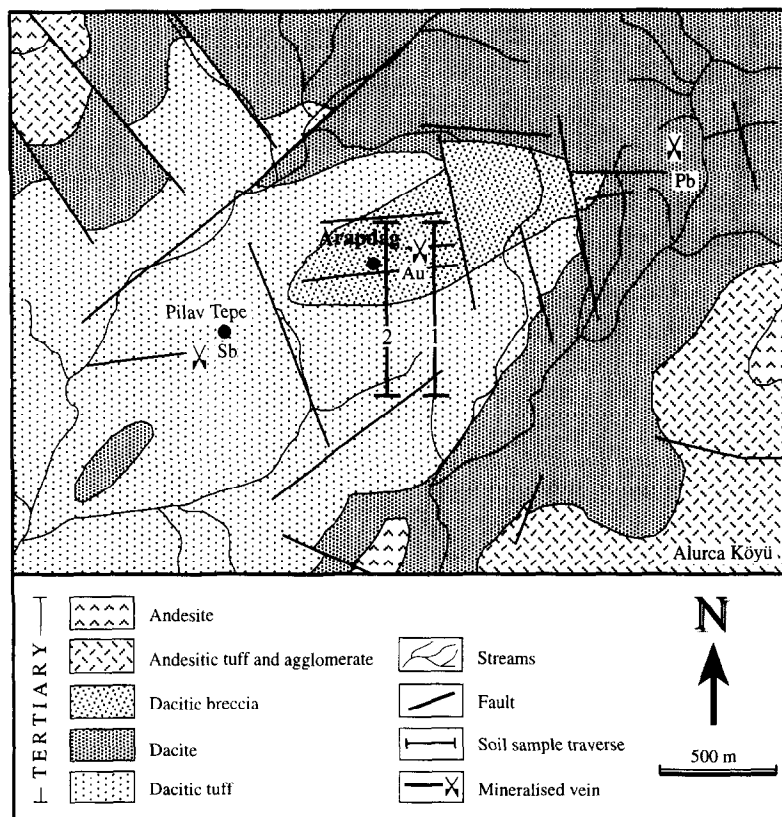 Pb
Arapdağ
Au
Pilav Tepe
Sb
2
1
Alurca Köyü
TERTIARY
Andesite
Andesitic tuff and agglomerate
Dacitic breccia
Dacite
Dacitic tuff
Streams
Fault
Soil sample traverse
Mineralised vein
N
500 m